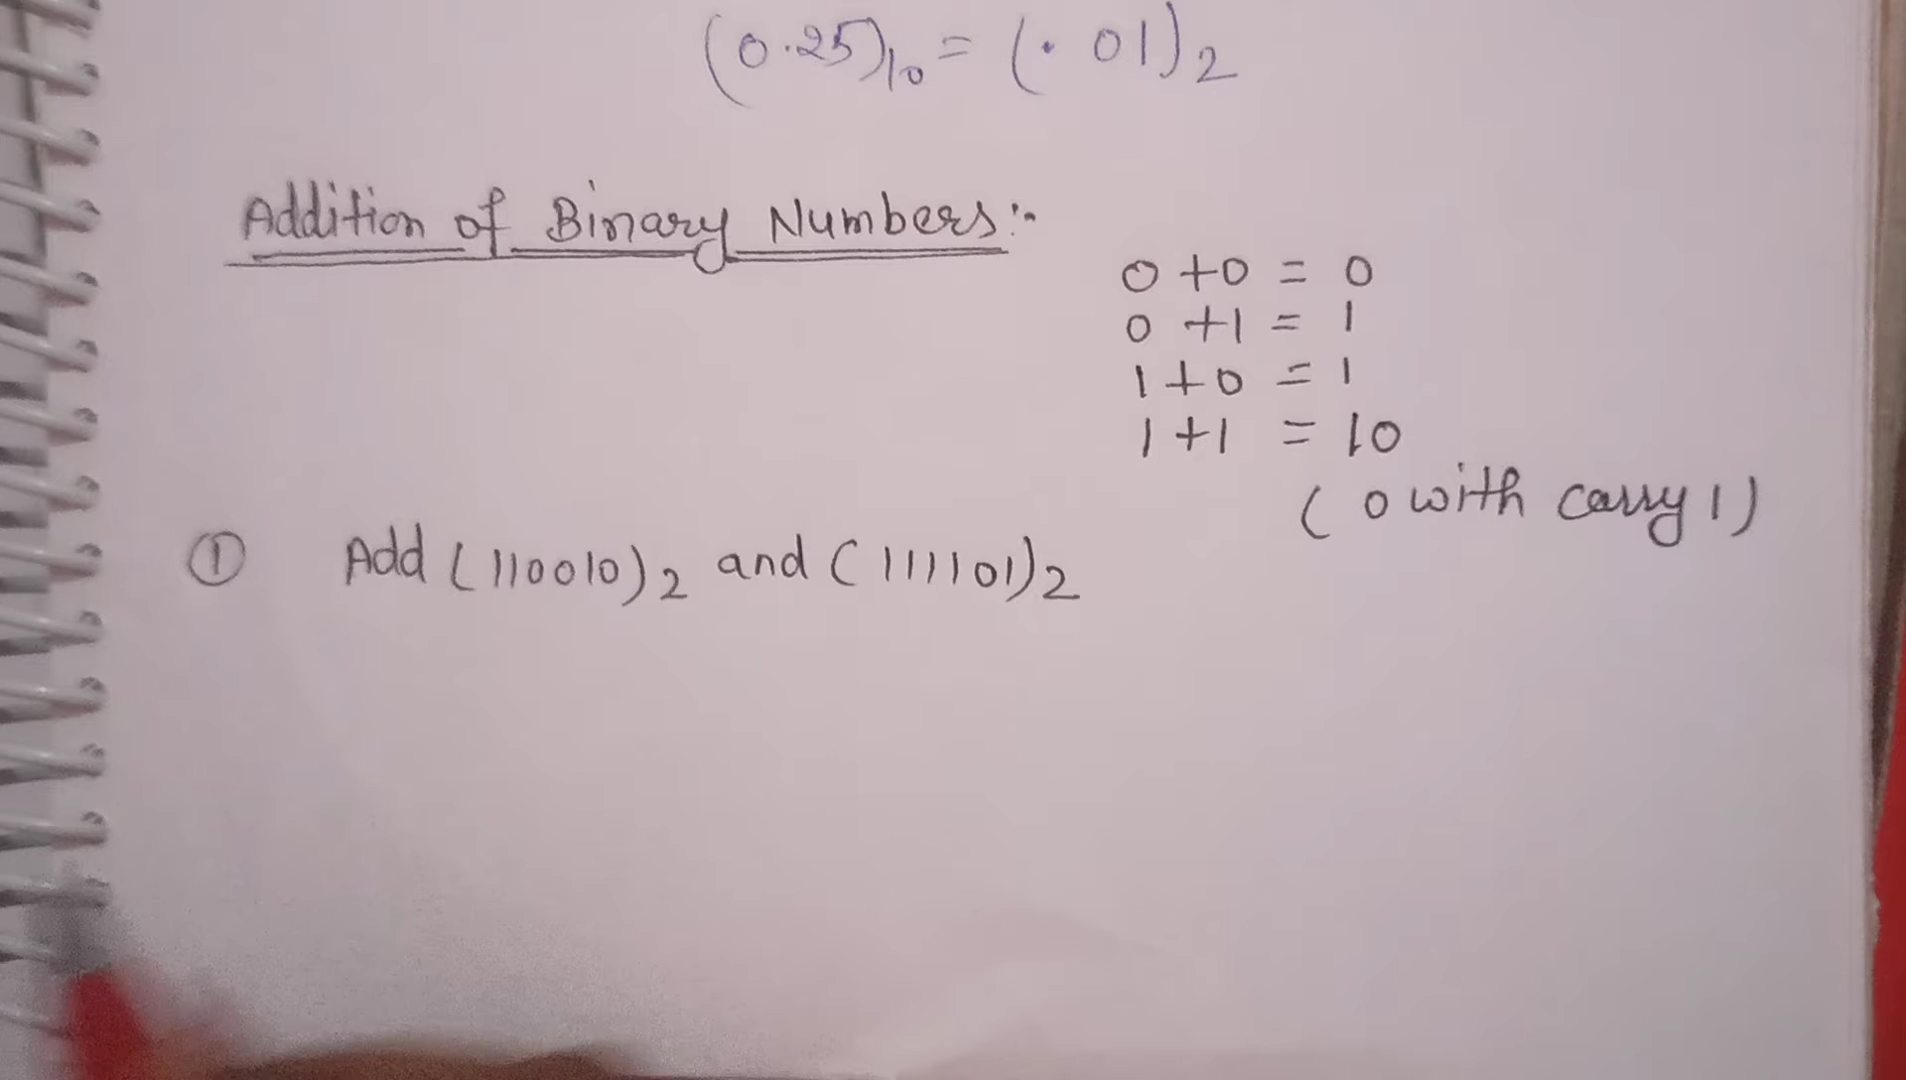 (0.25)10 = (.01)2
Addition of Binary Numbers:-
0 + 0 = 0
0 + 1 = 1
1 + 0 = 1
1 + 1 = 10
(0 with carry 1)
① Add (110010)2 and (111101)2